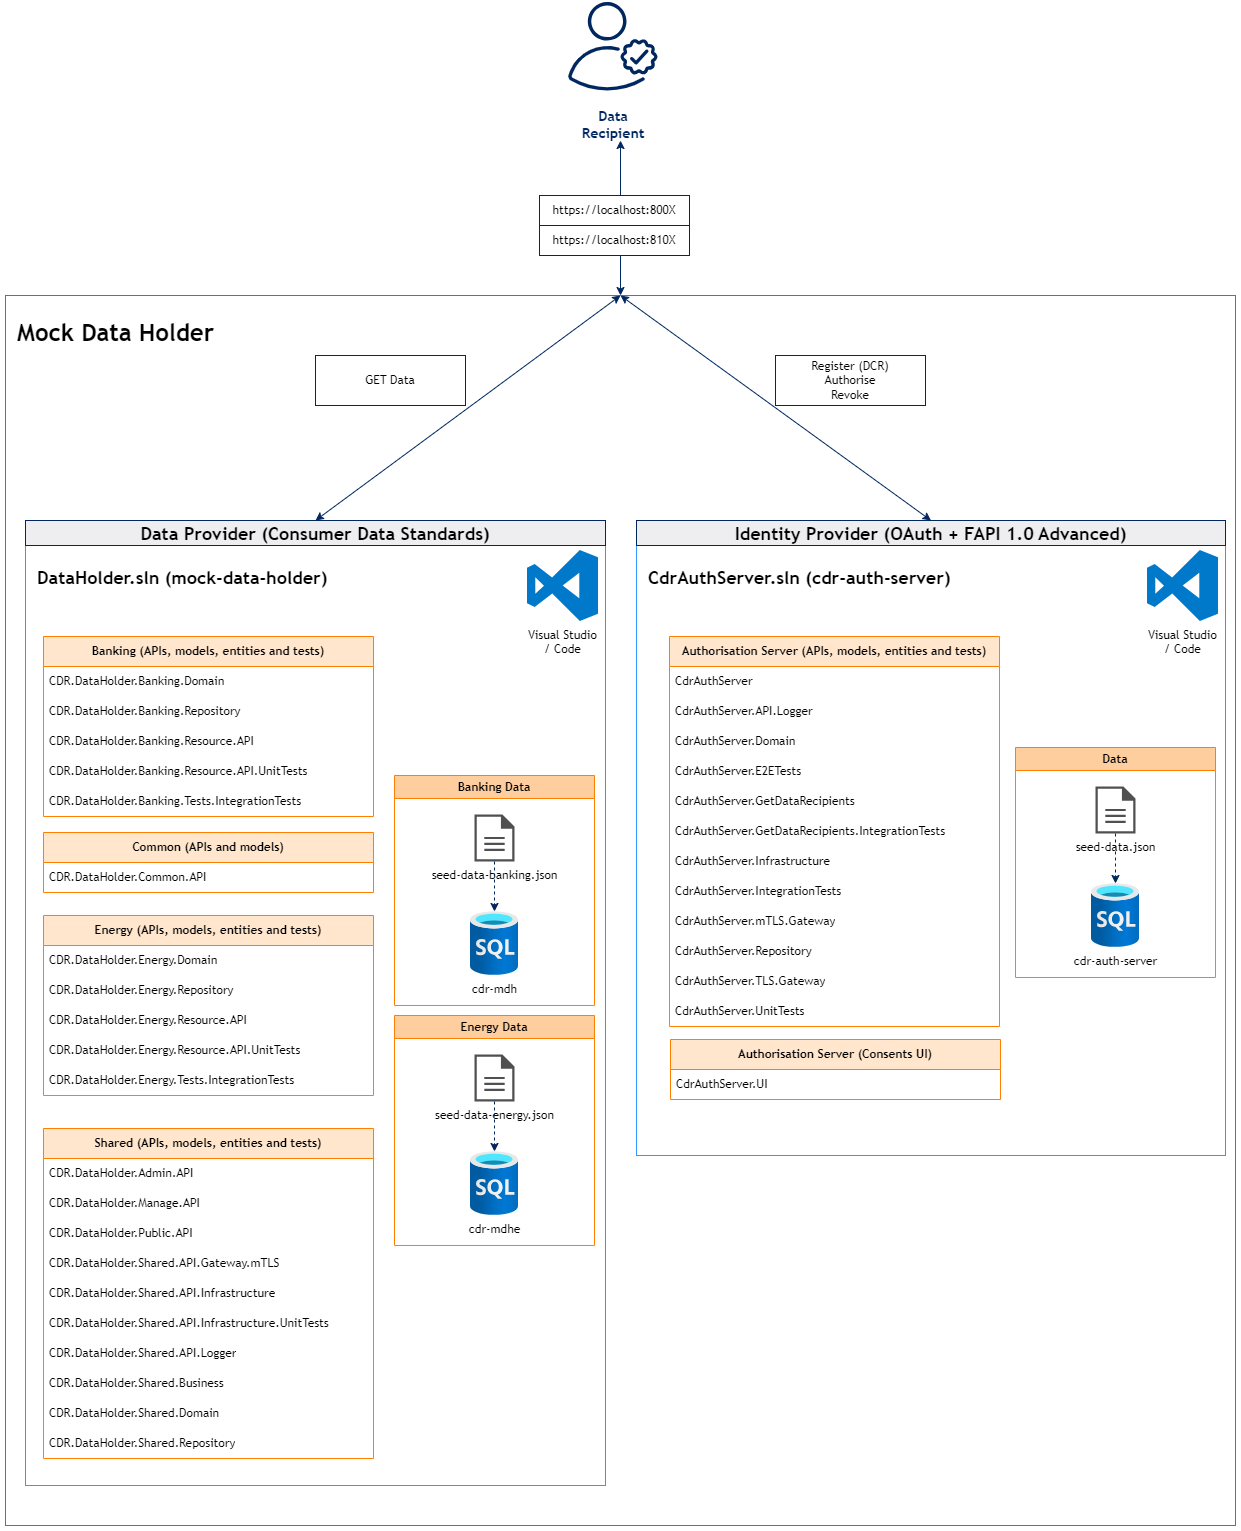 Data
Recipient
https://localhost:800X
https://localhost:810X
Mock Data Holder
GET Data
Register (DCR)
Authorise
Revoke
Data Provider (Consumer Data Standards)
DataHolder.sln (mock-data-holder)
Visual Studio
/ Code
Banking (APIs, models, entities and tests)
CDR.DataHolder.Banking.Domain
CDR.DataHolder.Banking.Repository
CDR.DataHolder.Banking.Resource.API
CDR.DataHolder.Banking.Resource.API.UnitTests
CDR.DataHolder.Banking.Tests.IntegrationTests
Common (APIs and models)
CDR.DataHolder.Common.API
Energy (APIs, models, entities and tests)
CDR.DataHolder.Energy.Domain
CDR.DataHolder.Energy.Repository
CDR.DataHolder.Energy.Resource.API
CDR.DataHolder.Energy.Resource.API.UnitTests
CDR.DataHolder.Energy.Tests.IntegrationTests
Shared (APIs, models, entities and tests)
CDR.DataHolder.Admin.API
CDR.DataHolder.Manage.API
CDR.DataHolder.Public.API
CDR.DataHolder.Shared.API.Gateway.mTLS
CDR.DataHolder.Shared.API.Infrastructure
CDR.DataHolder.Shared.API.Infrastructure.UnitTests
CDR.DataHolder.Shared.API.Logger
CDR.DataHolder.Shared.Business
CDR.DataHolder.Shared.Domain
CDR.DataHolder.Shared.Repository
Banking Data
seed-data-banking.json
SQL
cdr-mdh
Energy Data
seed-data-energy.json
SQL
cdr-mdhe
Identity Provider (OAuth + FAPI 1.0 Advanced)
CdrAuthServer.sln (cdr-auth-server)
Visual Studio
/ Code
Authorisation Server (APIs, models, entities and tests)
CdrAuthServer
CdrAuthServer.API.Logger
CdrAuthServer.Domain
CdrAuthServer.E2ETests
CdrAuthServer.GetDataRecipients
CdrAuthServer.GetDataRecipients.IntegrationTests
CdrAuthServer.Infrastructure
CdrAuthServer.IntegrationTests
CdrAuthServer.mTLS.Gateway
CdrAuthServer.Repository
CdrAuthServer.TLS.Gateway
CdrAuthServer.UnitTests
Authorisation Server (Consents UI)
CdrAuthServer.UI
Data
seed-data.json
SQL
cdr-auth-server